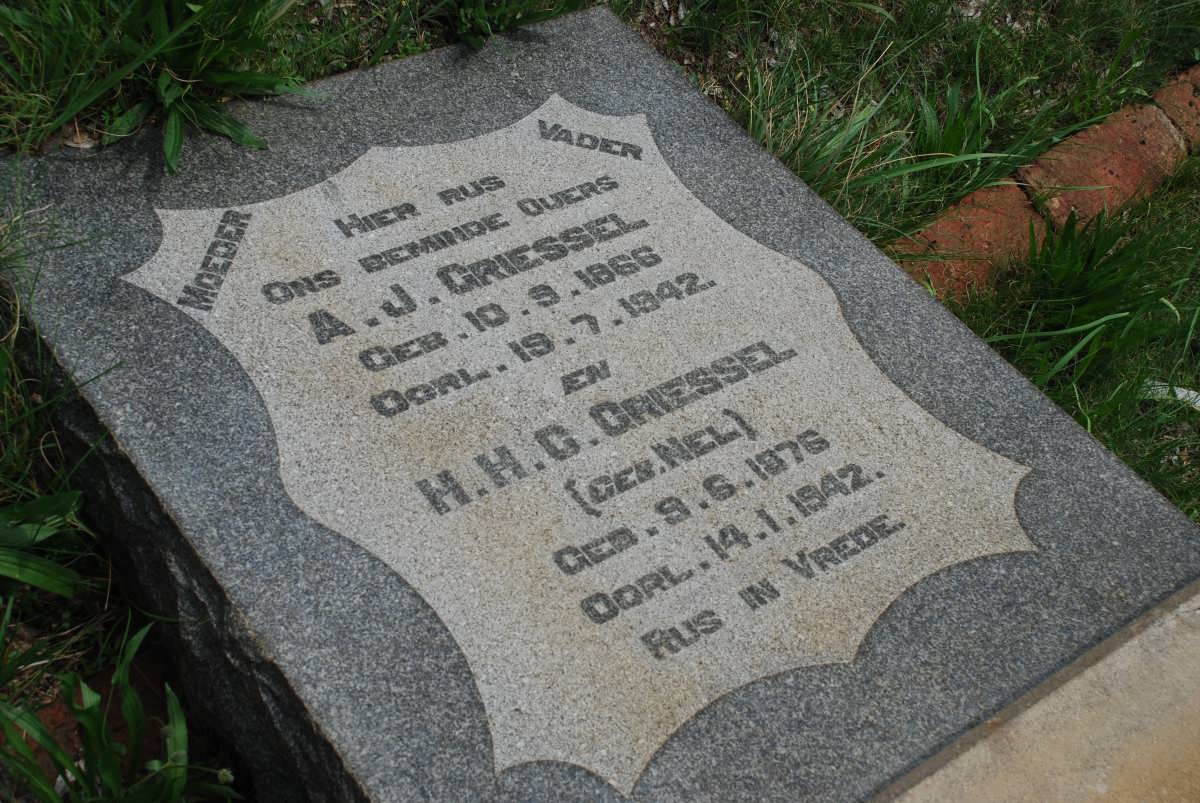 MOEDER
VADER
HIER RUS
ONS BEMINDE OUERS
A. J. GRIESSEL
GEB. 10. 9. 1866
OORL. 19. 7. 1942.
EN
H. H. G. GRIESSEL
(GEB. NEL)
GEB. 9. 6. 1876
OORL. 14. 1. 1942.
RUS IN VREDE.